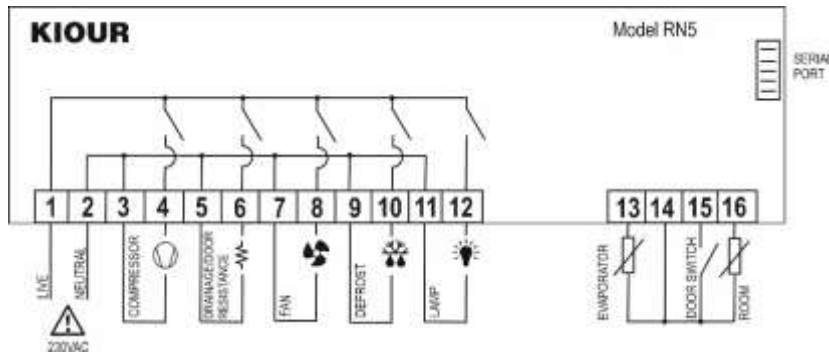 KIOUR
Model RN5
SERIAL
PORT
1 2 3 4 5 6 7 8 9 10 11 12
13 14 15 16
LIVE
NEUTRAL
COMPRESSOR
DRAINAGE/DOOR
RESISTANCE
FAN
DEFROST
LAMP
EVAPORATOR
DOOR SWITCH
ROOM
230VAC